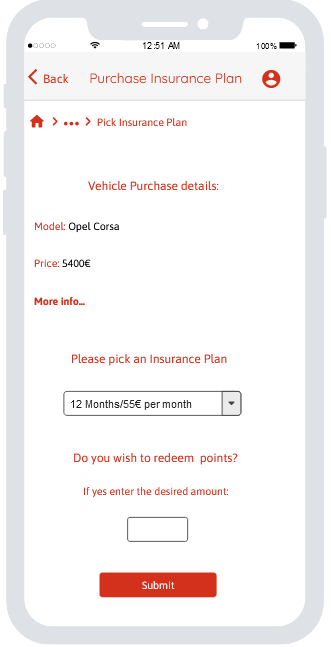 12:51 AM 100%
Back Purchase Insurance Plan
Pick Insurance Plan
Vehicle Purchase details:
Model: Opel Corsa
Price: 5400€
More info...
Please pick an Insurance Plan
12 Months/55€ per month
Do you wish to redeem points?
If yes enter the desired amount:
Submit